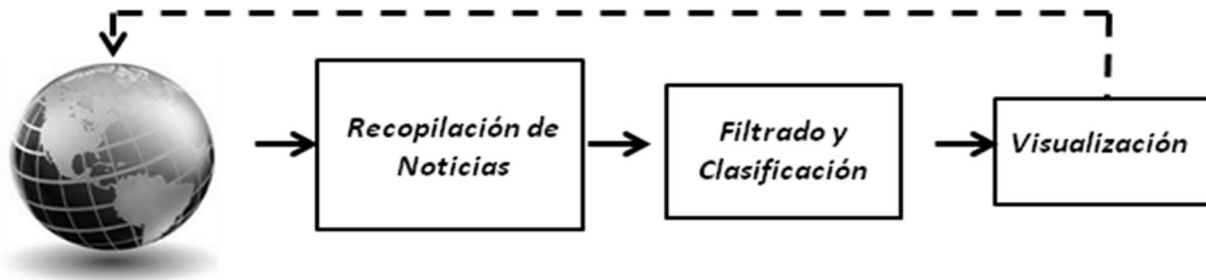 Recopilación de
Noticias
Filtrado y
Clasificación
Visualización